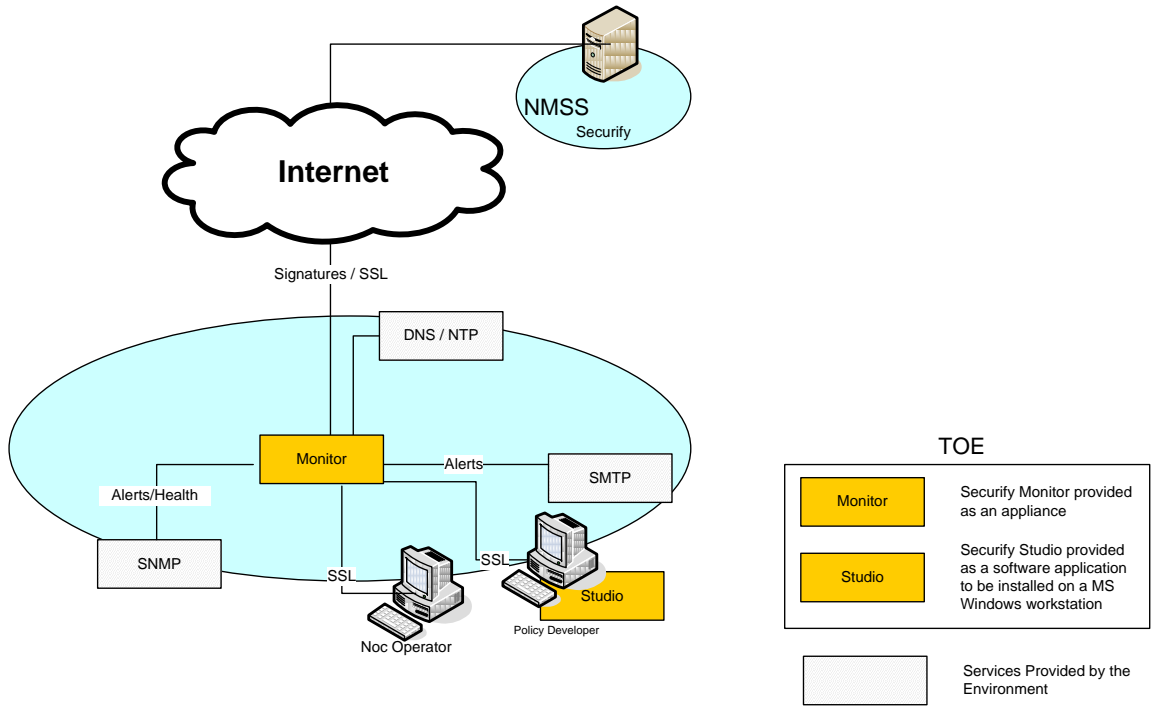 NMSS
Securify
Internet
Signatures / SSL
DNS / NTP
Monitor
Alerts
SMTP
Alerts/Health
SNMP
SSL
SSL
Studio
Policy Developer
Noc Operator
TOE
Monitor
Securify Monitor provided
as an appliance
Studio
Securify Studio provided
as a software application
to be installed on a MS
Windows workstation
Services Provided by the
Environment